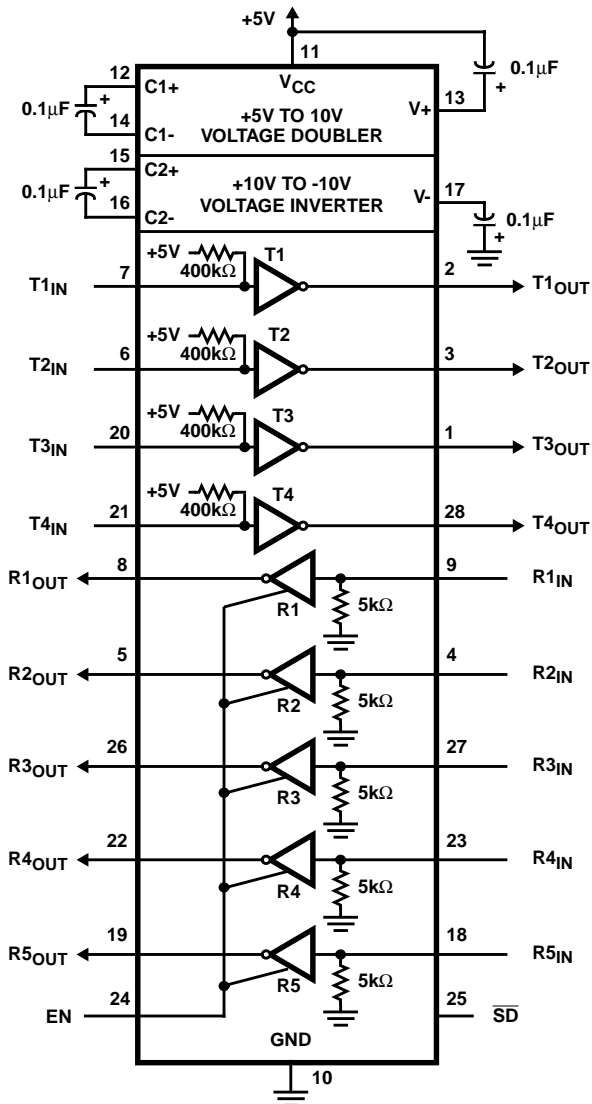 +5V
11
12
C1+
VCC
0.1μF
+
0.1μF
+
13
V+
14
C1-
+5V TO 10V
VOLTAGE DOUBLER
15
C2+
0.1μF
+
16
C2-
+10V TO -10V
VOLTAGE INVERTER
V-
17
0.1μF
+
+5V
400kΩ
T1
T1IN
7
2
T1OUT
+5V
400kΩ
T2
T2IN
6
3
T2OUT
+5V
400kΩ
T3
T3IN
20
1
T3OUT
+5V
400kΩ
T4
T4IN
21
28
T4OUT
R1OUT
8
9
R1IN
R1
5kΩ
R2OUT
5
4
R2IN
R2
5kΩ
R3OUT
26
27
R3IN
R3
5kΩ
R4OUT
22
23
R4IN
R4
5kΩ
R5OUT
19
18
R5IN
R5
5kΩ
EN
24
25
SD
GND
10